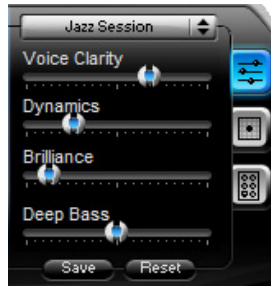 Jazz Session
Voice Clarity
Dynamics
Brilliance
Deep Bass
Save Reset